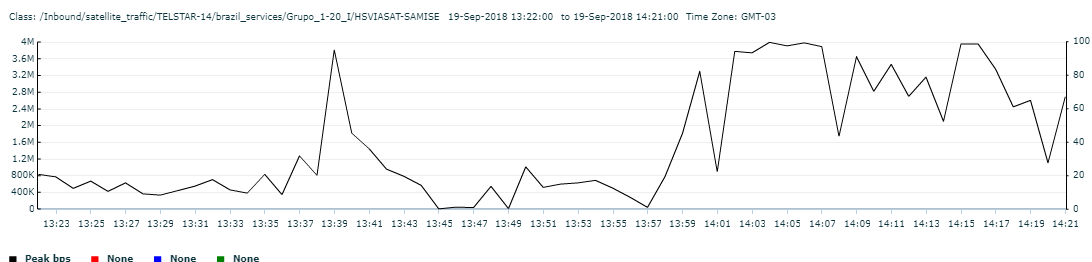 Class: /Inbound/satellite_traffic/TELSTAR-14/brazil_services/Grupo_1-20_I/HSVIASAT-SAMISE 19-Sep-2018 13:22:00 to 19-Sep-2018 14:21:00 Time Zone: GMT-03
4M 100
3.6M
3.2M 80
2.8M
2.4M 60
2M
1.6M 40
1.2M
800K 20
400K
0 0
13:23 13:25 13:27 13:29 13:31 13:33 13:35 13:37 13:39 13:41 13:43 13:45 13:47 13:49 13:51 13:53 13:55 13:57 13:59 14:01 14:03 14:05 14:07 14:09 14:11 14:13 14:15 14:17 14:19 14:21
Peak bps None None None